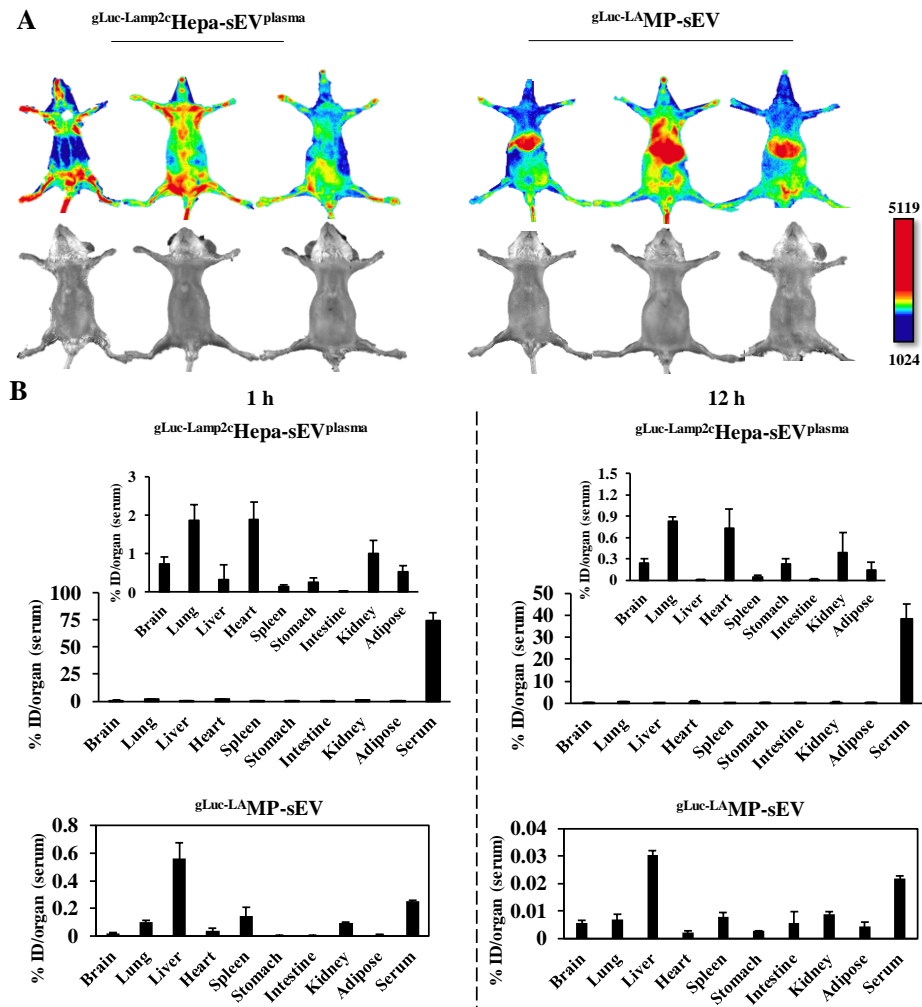 A
gLuc-Lamp2cHepa-sEVplasma
gLuc-LAMP-sEV
5119
1024
B
1 h
12 h
gLuc-Lamp2cHepa-sEVplasma
gLuc-Lamp2cHepa-sEVplasma
% ID/organ (serum)
3
2
1
0
Brain
Lung
Liver
Heart
Spleen
Stomach
Intestine
Kidney
Adipose
% ID/organ (serum)
1.5
1.2
0.9
0.6
0.3
0
Brain
Lung
Liver
Heart
Spleen
Stomach
Intestine
Kidney
Adipose
% ID/organ (serum)
100
75
50
25
0
Brain
Lung
Liver
Heart
Spleen
Stomach
Intestine
Kidney
Adipose
Serum
% ID/organ (serum)
50
40
30
20
10
0
Brain
Lung
Liver
Heart
Spleen
Stomach
Intestine
Kidney
Adipose
Serum
gLuc-LAMP-sEV
% ID/organ (serum)
0.8
0.6
0.4
0.2
0
Brain
Lung
Liver
Heart
Spleen
Stomach
Intestine
Kidney
Adipose
Serum
gLuc-LAMP-sEV
% ID/organ (serum)
0.04
0.03
0.02
0.01
0
Brain
Lung
Liver
Heart
Spleen
Stomach
Intestine
Kidney
Adipose
Serum